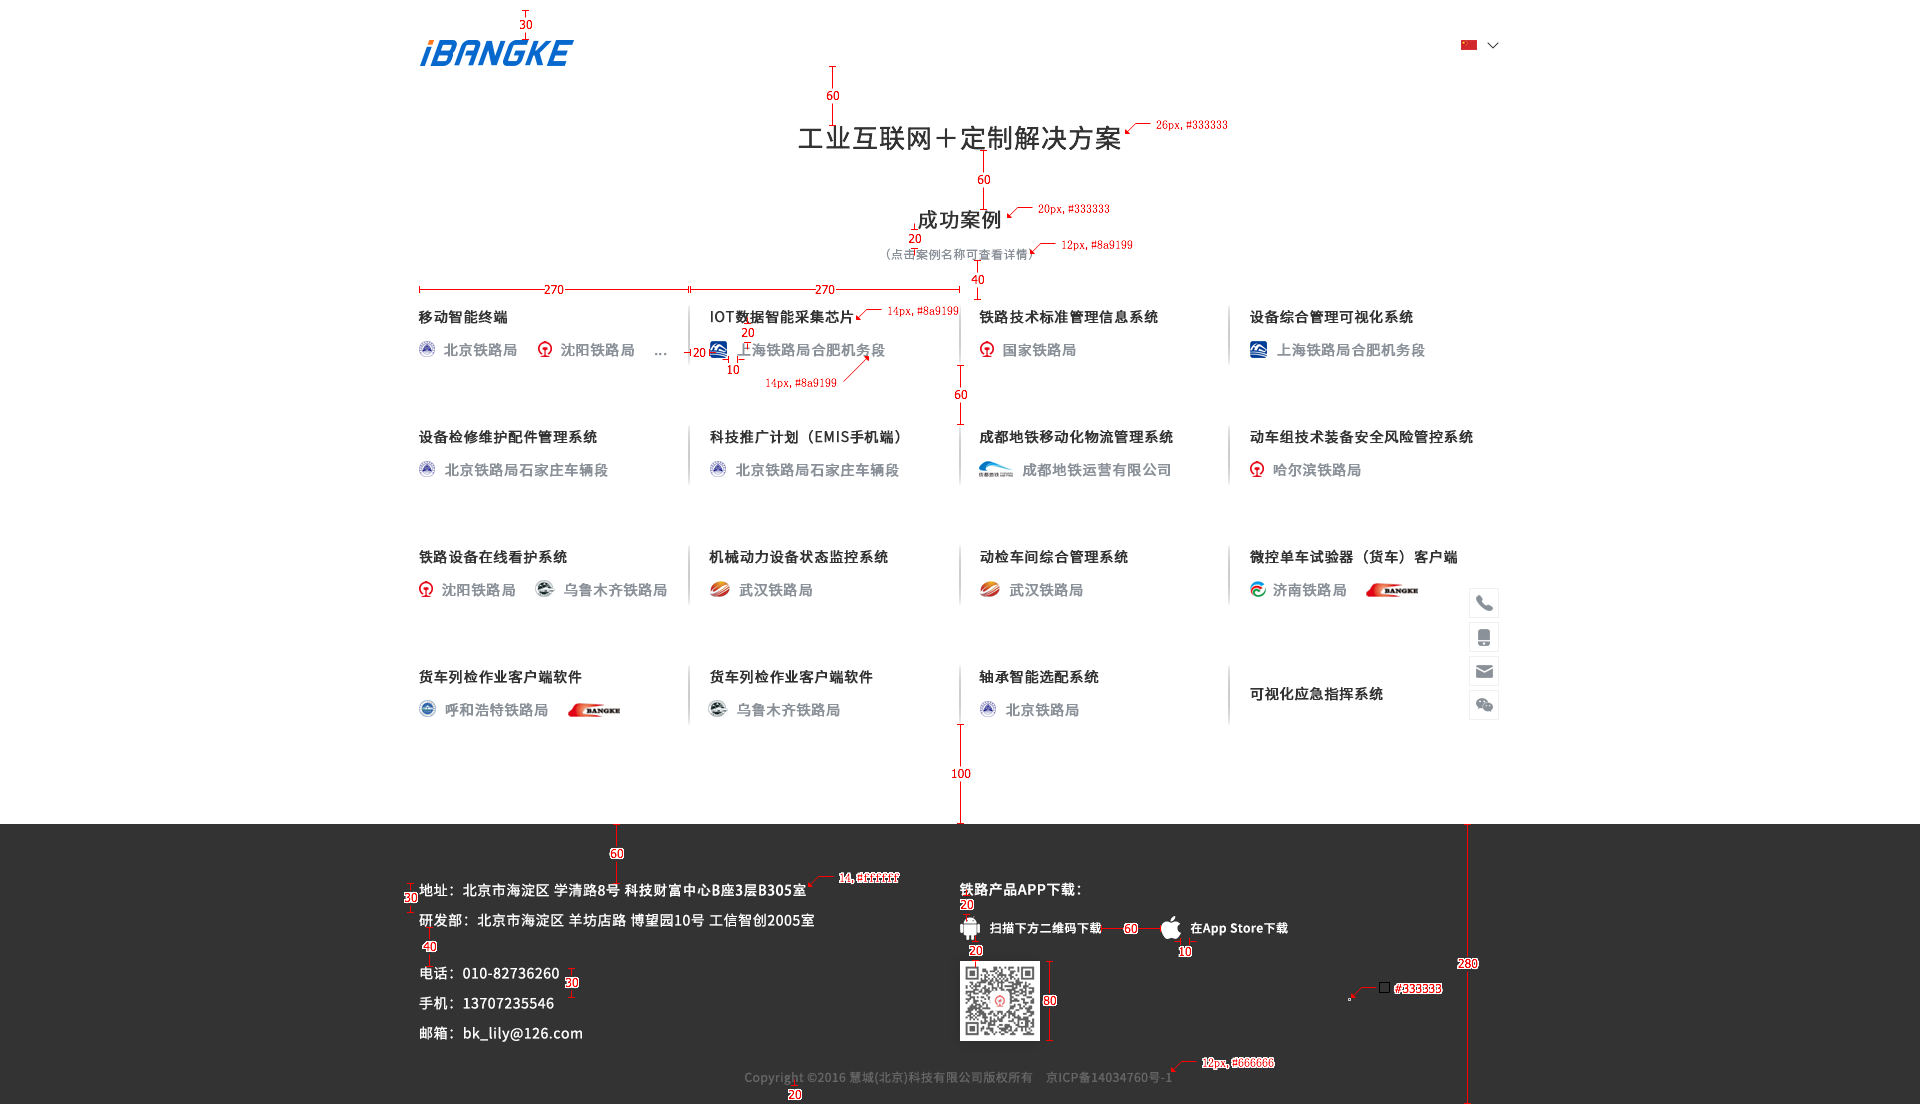 30
iBANGKE
60
工业互联网＋定制解决方案
26px, #333333
60
成功案例
20px, #333333
20
（点击案例名称可查看详情）
12px, #8a9199
40
270
270
移动智能终端
IOT数据智能采集芯片
14px, #8a9199
铁路技术标准管理信息系统
设备综合管理可视化系统
20
北京铁路局 沈阳铁路局 ...
20
上海铁路局合肥机务段
国家铁路局
上海铁路局合肥机务段
10
14px, #8a9199
60
设备检修维护配件管理系统
科技推广计划（EMIS手机端）
成都地铁移动化物流管理系统
动车组技术装备安全风险管控系统
北京铁路局石家庄车辆段
北京铁路局石家庄车辆段
成都地铁运营有限公司
哈尔滨铁路局
铁路设备在线看护系统
机械动力设备状态监控系统
动检车间综合管理系统
微控单车试验器（货车）客户端
沈阳铁路局 乌鲁木齐铁路局
武汉铁路局
武汉铁路局
济南铁路局 BANGKE
货车列检作业客户端软件
货车列检作业客户端软件
轴承智能选配系统
可视化应急指挥系统
呼和浩特铁路局 BANGKE
乌鲁木齐铁路局
北京铁路局
100
60
地址：北京市海淀区 学清路8号 科技财富中心B座3层B305室
14, #ffffff
30
研发部：北京市海淀区 羊坊店路 博望园10号 工信智创2005室
40
电话：010-82736260
30
手机：13707235546
邮箱：bk_lily@126.com
铁路产品APP下载：
20
扫描下方二维码下载
60
在App Store下载
20
10
280
80
#333333
12px, #666666
Copyright ©2016 慧城(北京)科技有限公司版权所有 京ICP备14034760号-1
20